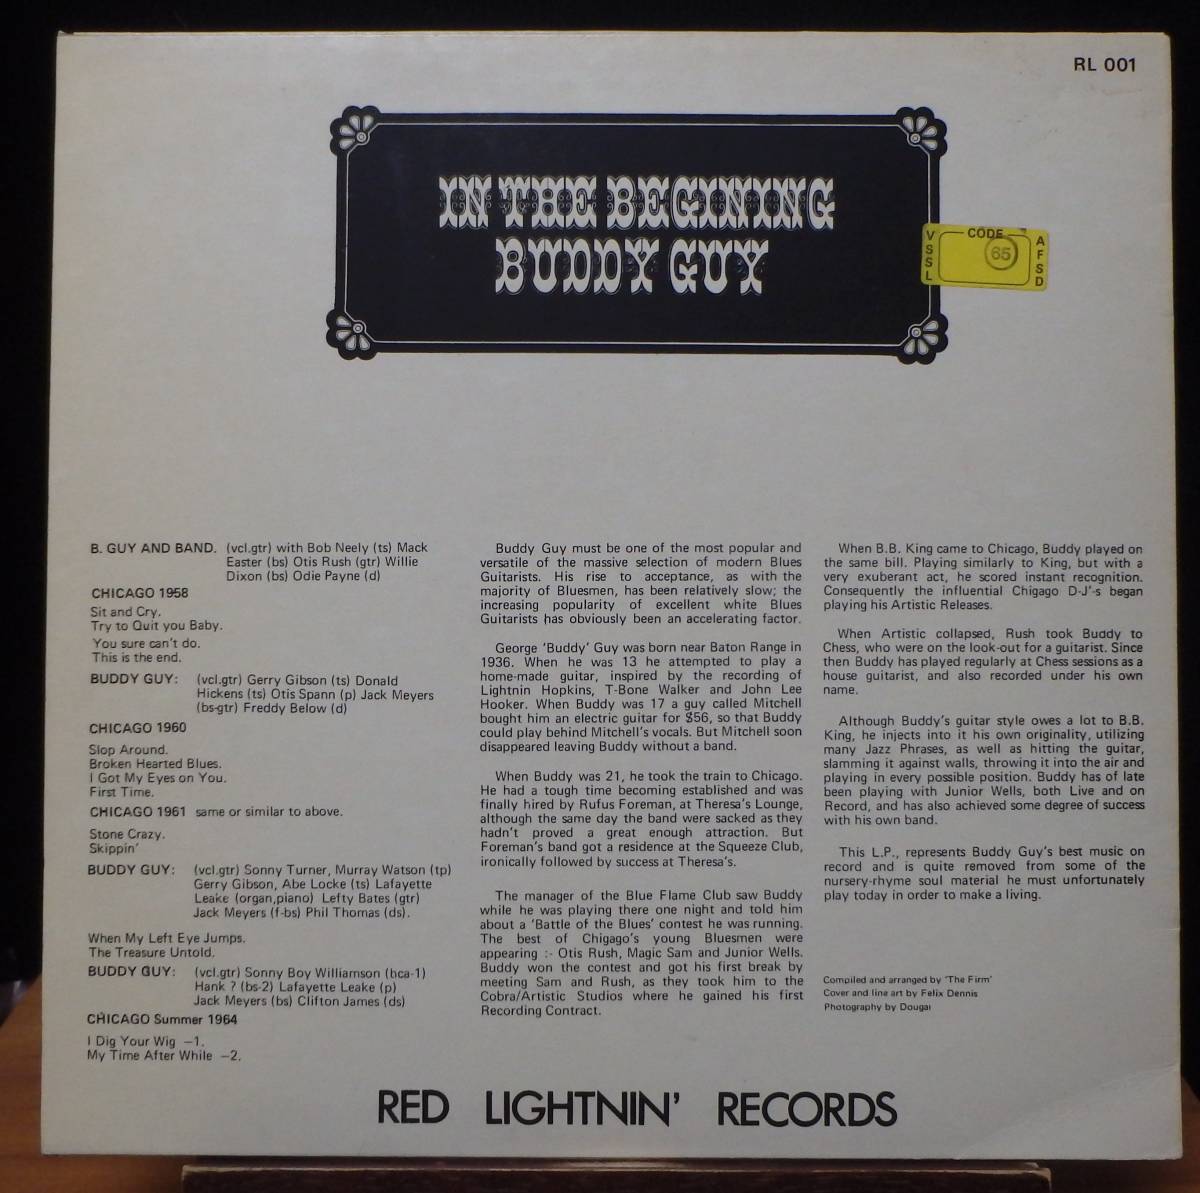 RL 001
IN THE BEGINING
BUDDY GUY
VSSL
CODE
65
AFSD
B. GUY AND BAND. (vcl.gtr) with Bob Neely (ts) Mack
Easter (bs) Otis Rush (gtr) Willie
Dixon (bs) Odie Payne (d)
CHICAGO 1958
Sit and Cry.
Try to Quit you Baby.
You sure can't do.
This is the end.
BUDDY GUY: (vcl.gtr) Gerry Gibson (ts) Donald
Hickens (ts) Otis Spann (p) Jack Meyers
(bs-gtr) Freddy Below (d)
CHICAGO 1960
Slop Around.
Broken Hearted Blues.
I Got My Eyes on You.
First Time.
CHICAGO 1961 same or similar to above.
Stone Crazy.
Skippin'
BUDDY GUY: (vcl.gtr) Sonny Turner, Murray Watson (tp)
Gerry Gibson, Abe Locke (ts) Lafayette
Leake (organ,piano) Lefty Bates (gtr)
Jack Meyers (f-bs) Phil Thomas (ds).
When My Left Eye Jumps.
The Treasure Untold.
BUDDY GUY: (vcl.gtr) Sonny Boy Williamson (hca-1)
Hank ? (bs-2) Lafayette Leake (p)
Jack Meyers (bs) Clifton James (ds)
CHICAGO Summer 1964
I Dig Your Wig —1.
My Time After While —2.
Buddy Guy must be one of the most popular and
versatile of the massive selection of modern Blues
Guitarists. His rise to acceptance, as with the
majority of Bluesmen, has been relatively slow; the
increasing popularity of excellent white Blues
Guitarists has obviously been an accelerating factor.
George 'Buddy' Guy was born near Baton Range in
1936. When he was 13 he attempted to play a
home-made guitar, inspired by the recording of
Lightnin Hopkins, T-Bone Walker and John Lee
Hooker. When Buddy was 17 a guy called Mitchell
bought him an electric guitar for $56, so that Buddy
could play behind Mitchell's vocals. But Mitchell soon
disappeared leaving Buddy without a band.
When Buddy was 21, he took the train to Chicago.
He had a tough time becoming established and was
finally hired by Rufus Foreman, at Theresa's Lounge,
although the same day the band were sacked as they
hadn't proved a great enough attraction. But
Foreman's band got a residence at the Squeeze Club,
ironically followed by success at Theresa's.
The manager of the Blue Flame Club saw Buddy
while he was playing there one night and told him
about a 'Battle of the Blues' contest he was running.
The best of Chigago's young Bluesmen were
appearing :- Otis Rush, Magic Sam and Junior Wells.
Buddy won the contest and got his first break by
meeting Sam and Rush, as they took him to the
Cobra/Artistic Studios where he gained his first
Recording Contract.
When B.B. King came to Chicago, Buddy played on
the same bill. Playing similarly to King, but with a
very exuberant act, he scored instant recognition.
Consequently the influential Chigago D-J'-s began
playing his Artistic Releases.
When Artistic collapsed, Rush took Buddy to
Chess, who were on the look-out for a guitarist. Since
then Buddy has played regularly at Chess sessions as a
house guitarist, and also recorded under his own
name.
Although Buddy's guitar style owes a lot to B.B.
King, he injects into it his own originality, utilizing
many Jazz Phrases, as well as hitting the guitar,
slamming it against walls, throwing it into the air and
playing in every possible position. Buddy has of late
been playing with Junior Wells, both Live and on
Record, and has also achieved some degree of success
with his own band.
This L.P., represents Buddy Guy's best music on
record and is quite removed from some of the
nursery-rhyme soul material he must unfortunately
play today in order to make a living.
Compiled and arranged by 'The Firm'
Cover and line art by Felix Dennis
Photography by Dougal
RED LIGHTNIN' RECORDS